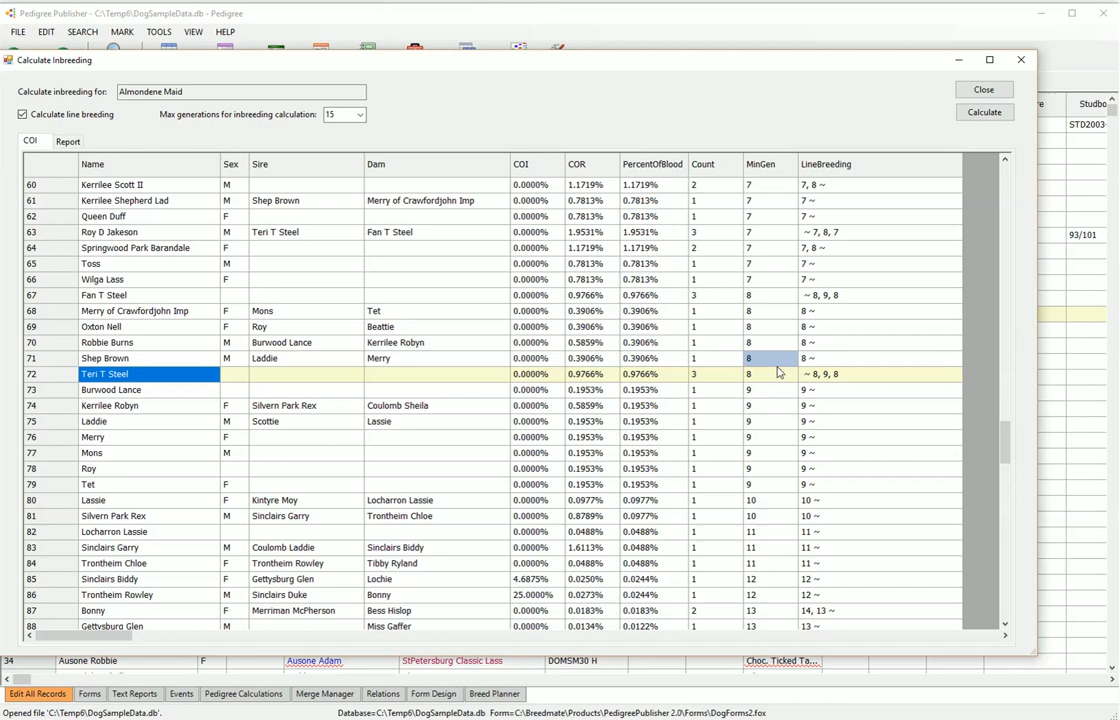 Pedigree Publisher - C:\Temp6\DogSampleData.db - Pedigree
FILE EDIT SEARCH MARK TOOLS VIEW HELP
Calculate Inbreeding
Calculate inbreeding for: Almondene Maid Close
Calculate line breeding Max generations for inbreeding calculation: 15 Calculate
COI Report
Name Sex Sire Dam COI COR PercentOfBlood Count MinGen LineBreeding
60 Kerrilee Scott II M 0.0000% 1.1719% 1.1719% 2 7 7, 8 ~
61 Kerrilee Shepherd Lad M Shep Brown Merry of Crawfordjohn Imp 0.0000% 0.7813% 0.7813% 1 7 7 ~
62 Queen Duff F 0.0000% 0.7813% 0.7813% 1 7 7 ~
63 Roy D Jakeson M Teri T Steel Fan T Steel 0.0000% 1.9531% 1.9531% 3 7 ~ 7, 8, 7
64 Springwood Park Barandale F 0.0000% 1.1719% 1.1719% 2 7 7, 8 ~
65 Toss M 0.0000% 0.7813% 0.7813% 1 7 7 ~
66 Wilga Lass F 0.0000% 0.7813% 0.7813% 1 7 7 ~
67 Fan T Steel 0.0000% 0.9766% 0.9766% 3 8 ~ 8, 9, 8
68 Merry of Crawfordjohn Imp F Mons Tet 0.0000% 0.3906% 0.3906% 1 8 8 ~
69 Oxton Nell F Roy Beattie 0.0000% 0.3906% 0.3906% 1 8 8 ~
70 Robbie Burns M Burwood Lance Kerrilee Robyn 0.0000% 0.5859% 0.3906% 1 8 8 ~
71 Shep Brown M Laddie Merry 0.0000% 0.3906% 0.3906% 1 8 8 ~
72 Teri T Steel 0.0000% 0.9766% 0.9766% 3 8 ~ 8, 9, 8
73 Burwood Lance 0.0000% 0.1953% 0.1953% 1 9 9 ~
74 Kerrilee Robyn F Silvern Park Rex Coulomb Sheila 0.0000% 0.5859% 0.1953% 1 9 9 ~
75 Laddie M Scottie Lassie 0.0000% 0.1953% 0.1953% 1 9 9 ~
76 Merry F 0.0000% 0.1953% 0.1953% 1 9 9 ~
77 Mons M 0.0000% 0.1953% 0.1953% 1 9 9 ~
78 Roy 0.0000% 0.1953% 0.1953% 1 9 9 ~
79 Tet F 0.0000% 0.1953% 0.1953% 1 9 9 ~
80 Lassie F Kintyre Moy Locharron Lassie 0.0000% 0.0977% 0.0977% 1 10 10 ~
81 Silvern Park Rex M Sinclairs Garry Trontheim Chloe 0.0000% 0.8789% 0.0977% 1 10 10 ~
82 Locharron Lassie 0.0000% 0.0488% 0.0488% 1 11 11 ~
83 Sinclairs Garry M Coulomb Laddie Sinclairs Biddy 0.0000% 1.6113% 0.0488% 1 11 11 ~
84 Trontheim Chloe F Trontheim Rowley Tibby Ryland 0.0000% 0.0488% 0.0488% 1 11 11 ~
85 Sinclairs Biddy F Gettysburg Glen Lochie 4.6875% 0.0250% 0.0244% 1 12 12 ~
86 Trontheim Rowley M Sinclairs Duke Bonny 25.0000% 0.0273% 0.0244% 1 12 12 ~
87 Bonny F Merriman McPherson Bess Hislop 0.0000% 0.0183% 0.0183% 2 13 14, 13 ~
88 Gettysburg Glen M Miss Gaffer 0.0000% 0.0134% 0.0122% 1 13 13 ~
re Studbo
STD2003-
93/101
34 Ausone Robbie F Ausone Adam StPetersburg Classic Lass DOMSM30 H Choc. Ticked Ta...
Edit All Records Forms Text Reports Events Pedigree Calculations Merge Manager Relations Form Design Breed Planner
Opened file 'C:\Temp6\DogSampleData.db'. Database=C:\Temp6\DogSampleData.db Form=C:\Breedmate\Products\PedigreePublisher 2.0\Forms\DogForms2.fox